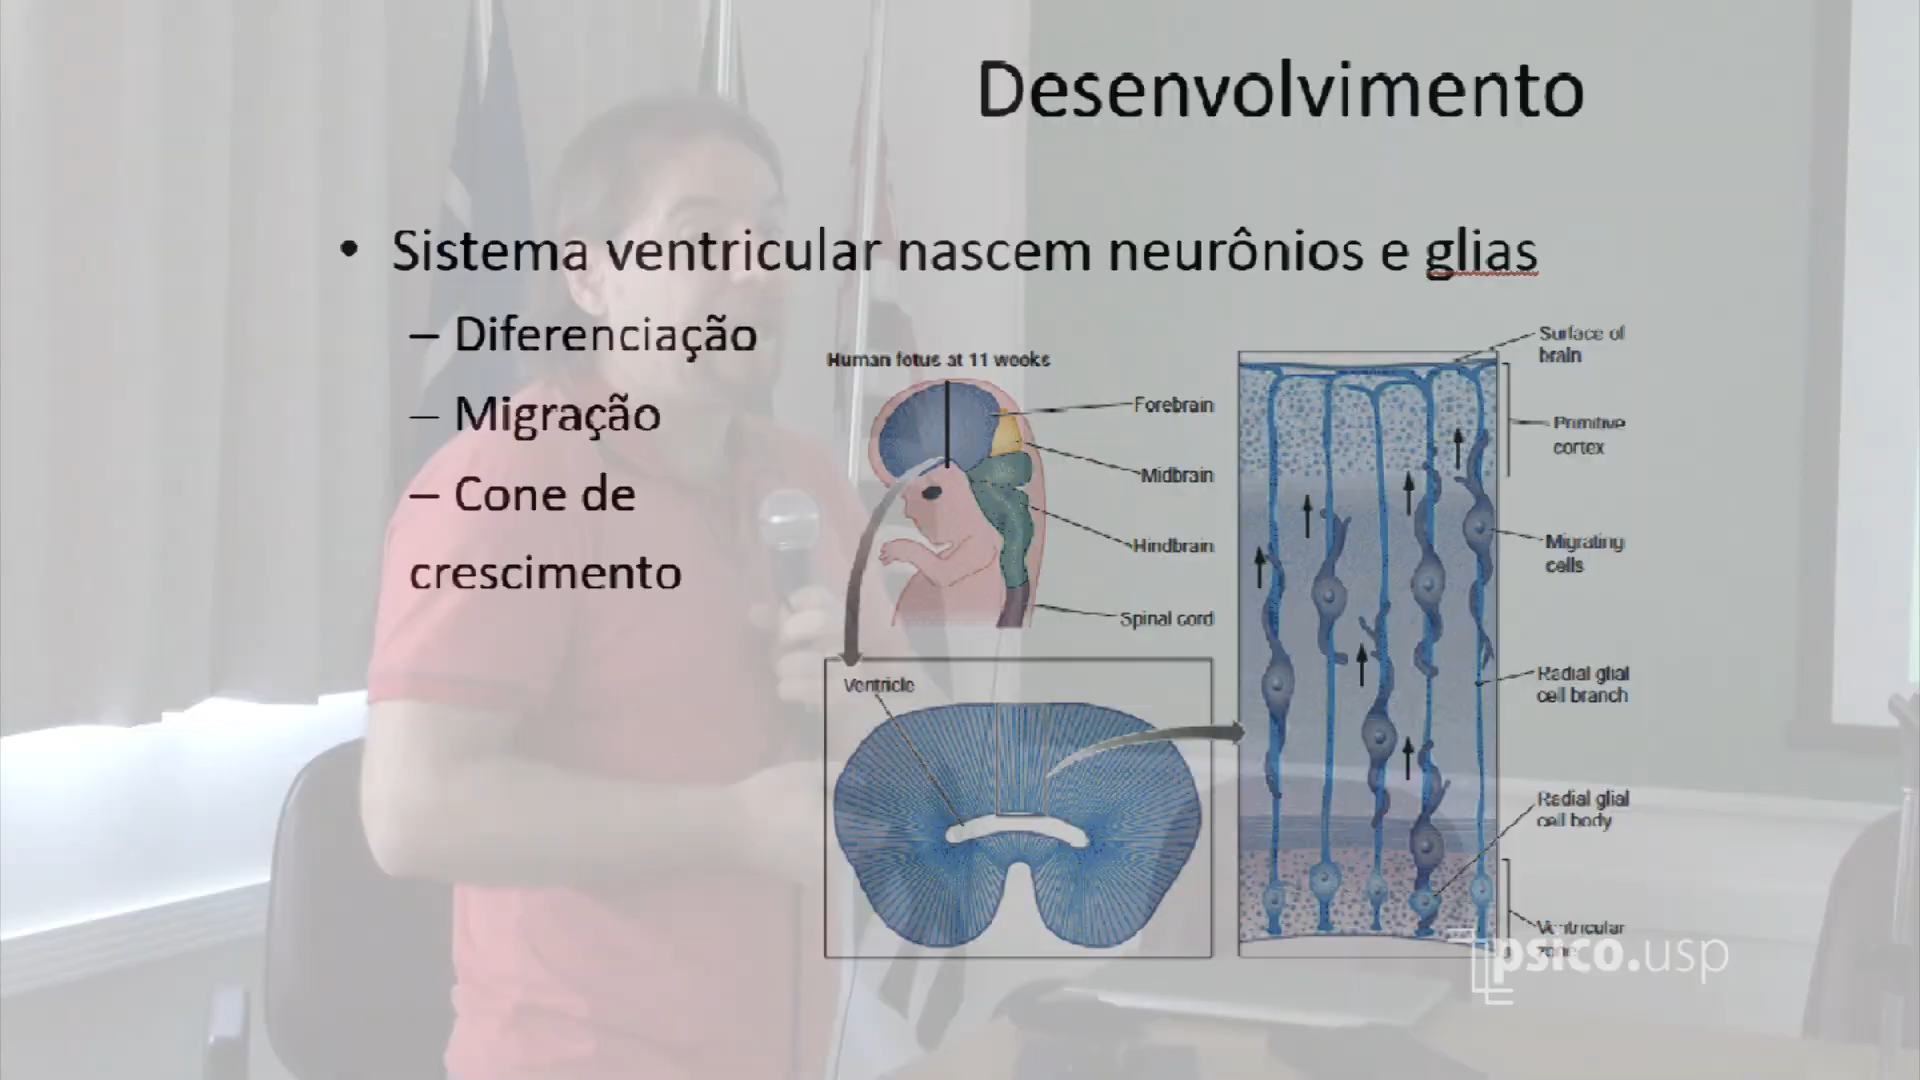 Desenvolvimento
• Sistema ventricular nascem neurônios e glias
– Diferenciação
– Migração
– Cone de
crescimento
Human fetus at 11 weeks
Forebrain
Midbrain
Hindbrain
Spinal cord
Ventricle
Surface of
brain
Primitive
cortex
Migrating
cells
Radial glial
cell branch
Radial glial
cell body
Ventricular
zone
psico.usp